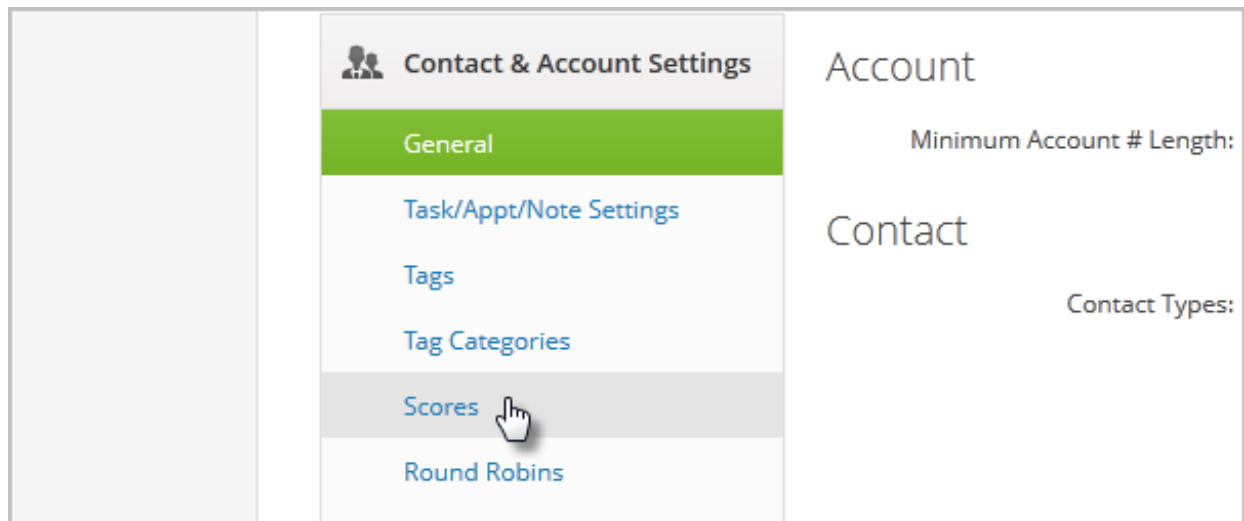 Contact & Account Settings
General
Task/Appt/Note Settings
Tags
Tag Categories
Scores
Round Robins
Account
Minimum Account # Length:
Contact
Contact Types: